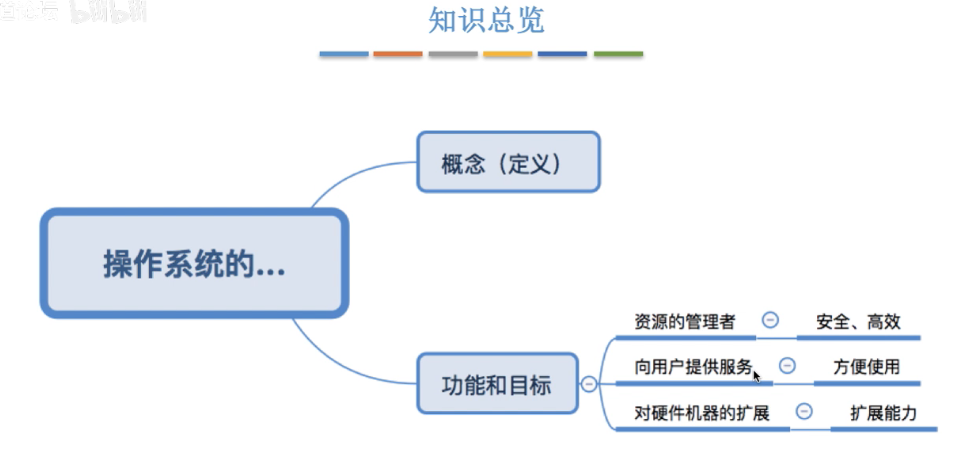 bilibili
知识总览
概念（定义）
操作系统的...
功能和目标
资源的管理者
安全、高效
向用户提供服务
方便使用
对硬件机器的扩展
扩展能力